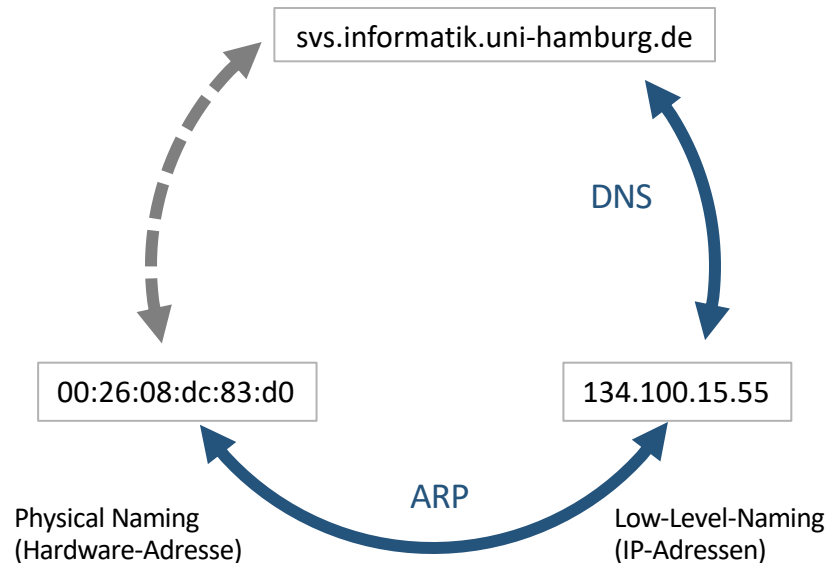 svs.informatik.uni-hamburg.de
DNS
00:26:08:dc:83:d0
134.100.15.55
ARP
Physical Naming
(Hardware-Adresse)
Low-Level-Naming
(IP-Adressen)